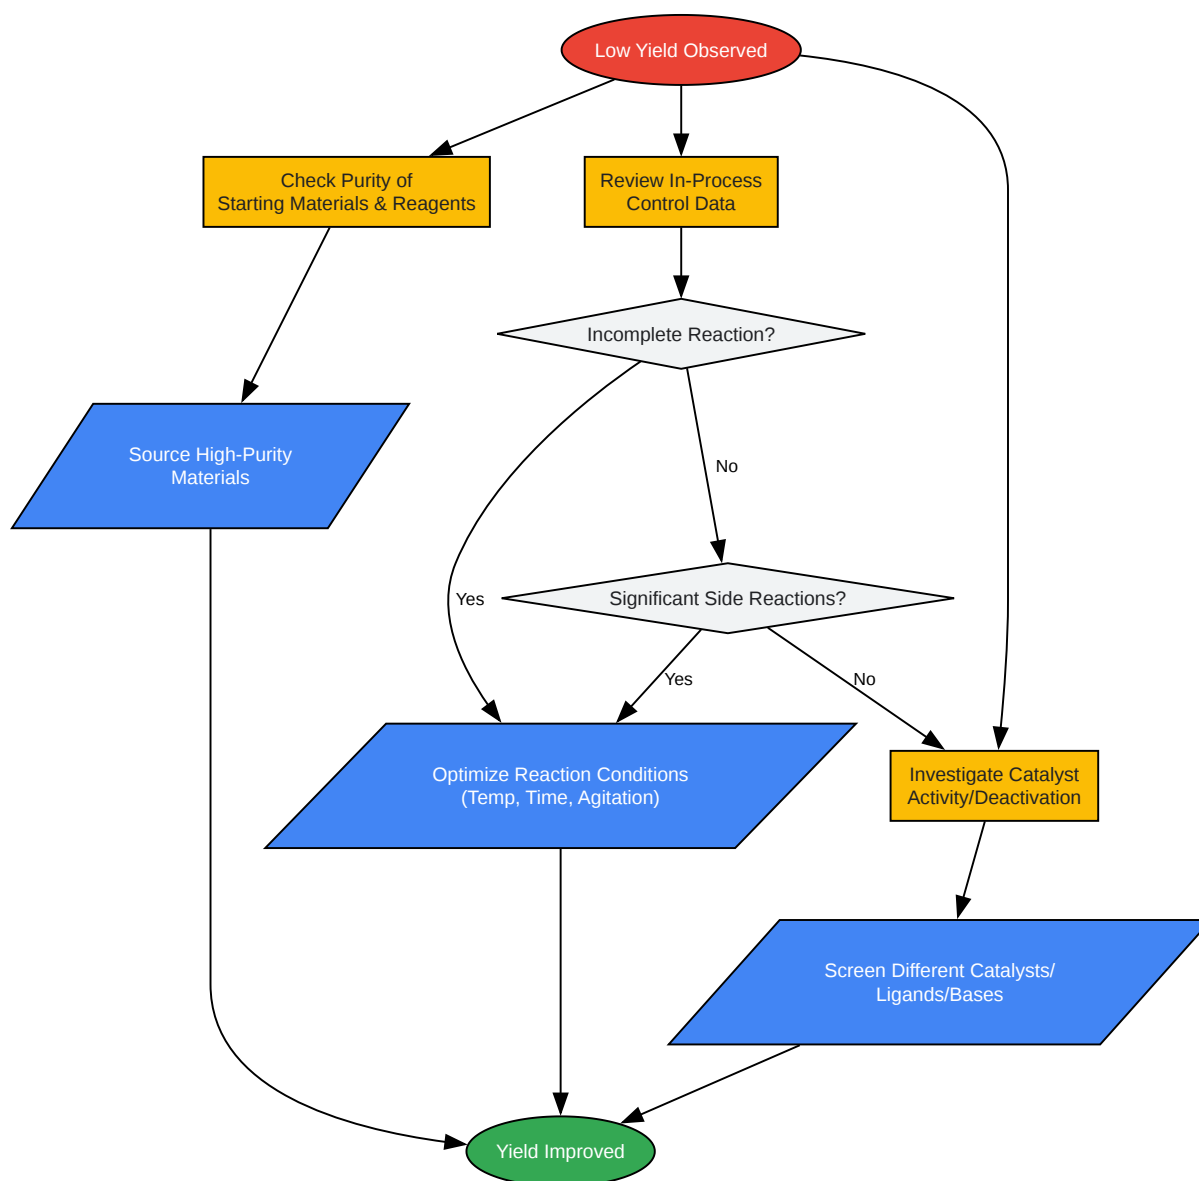 Low Yield Observed
Check Purity of
Starting Materials & Reagents
Review In-Process
Control Data
Incomplete Reaction?
Source High-Purity
Materials
No
Yes
Significant Side Reactions?
Yes
No
Optimize Reaction Conditions
(Temp, Time, Agitation)
Investigate Catalyst
Activity/Deactivation
Screen Different Catalysts/
Ligands/Bases
Yield Improved